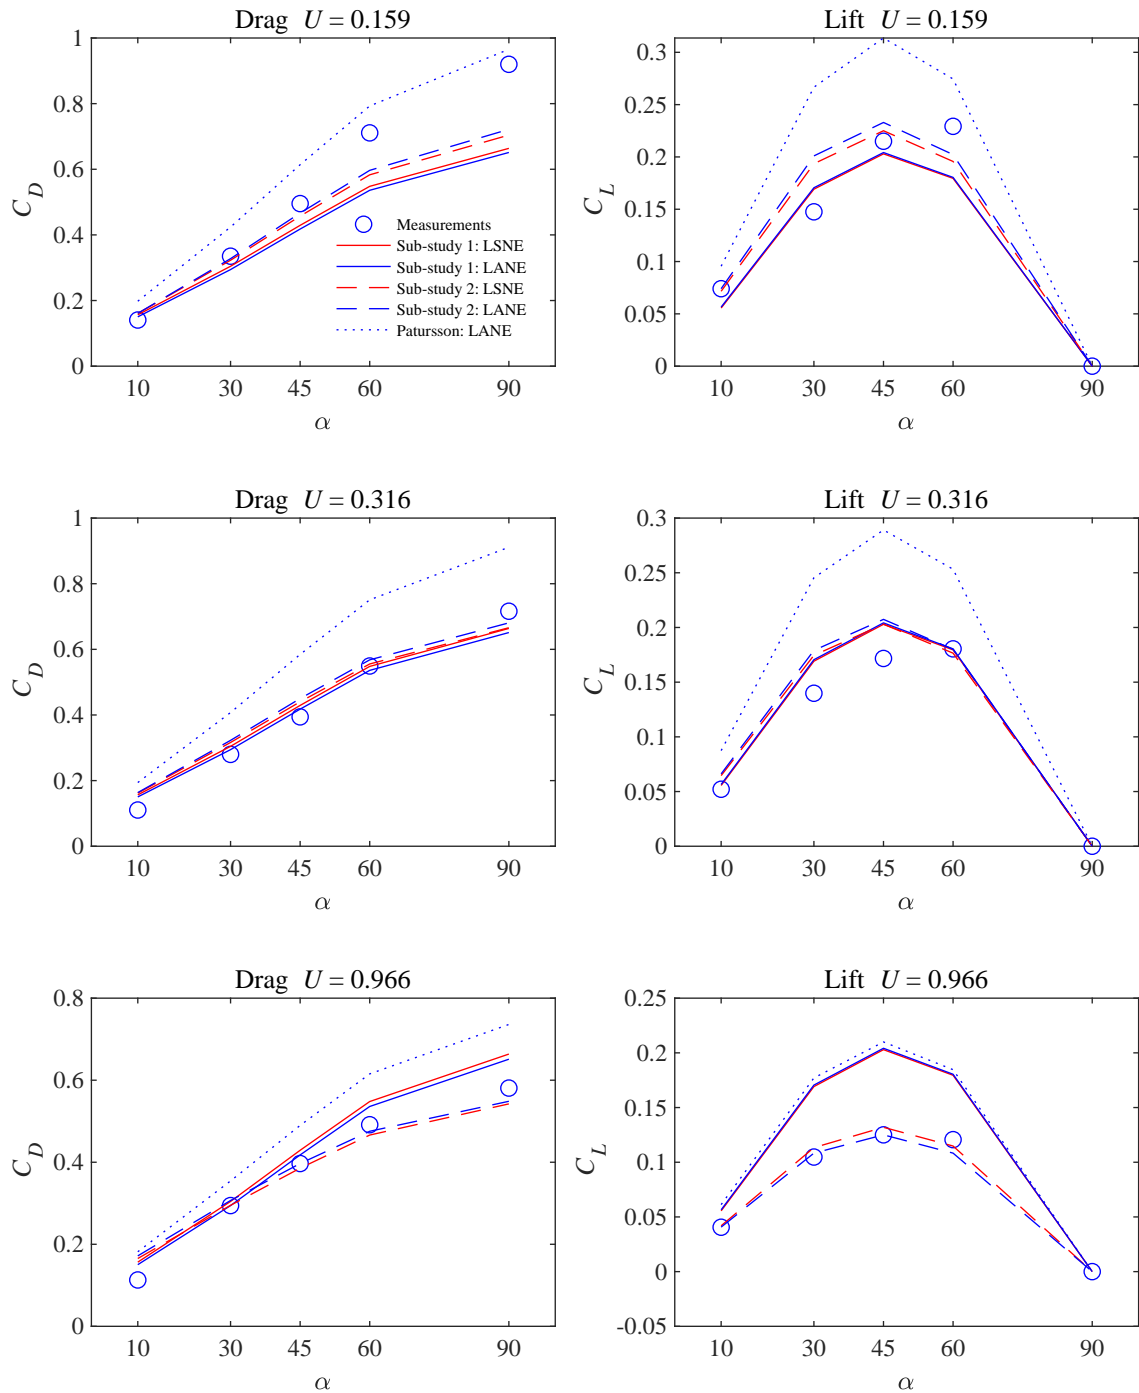 Drag U = 0.159
1
0.8
0.6
0.4
0.2
0
C_D
10 30 45 60 90
α
Measurements
Sub-study 1: LSNE
Sub-study 1: LANE
Sub-study 2: LSNE
Sub-study 2: LANE
Patursson: LANE
Lift U = 0.159
0.3
0.25
0.2
0.15
0.1
0.05
0
C_L
10 30 45 60 90
α
Drag U = 0.316
1
0.8
0.6
0.4
0.2
0
C_D
10 30 45 60 90
α
Lift U = 0.316
0.3
0.25
0.2
0.15
0.1
0.05
0
C_L
10 30 45 60 90
α
Drag U = 0.966
0.8
0.6
0.4
0.2
0
C_D
10 30 45 60 90
α
Lift U = 0.966
0.25
0.2
0.15
0.1
0.05
0
-0.05
C_L
10 30 45 60 90
α